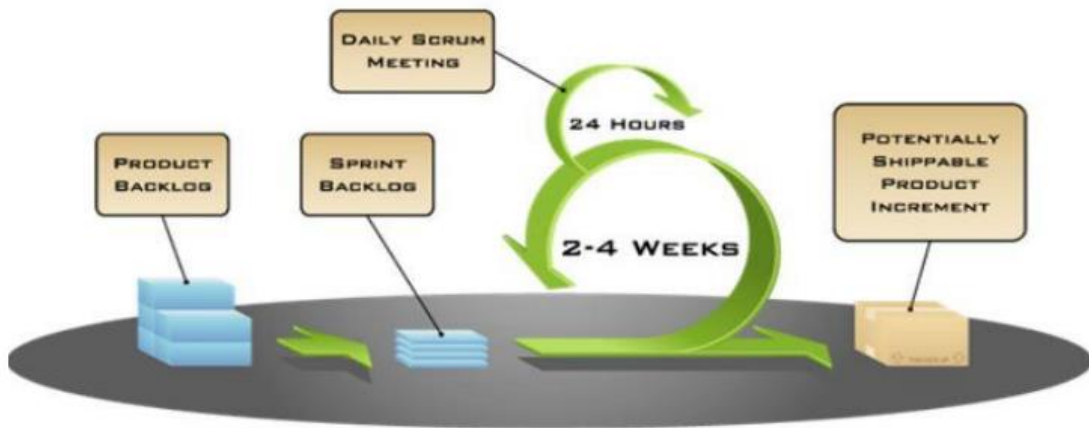 DAILY SCRUM
MEETING
24 HOURS
PRODUCT
BACKLOG
SPRINT
BACKLOG
POTENTIALLY
SHIPPABLE
PRODUCT
INCREMENT
2-4 WEEKS